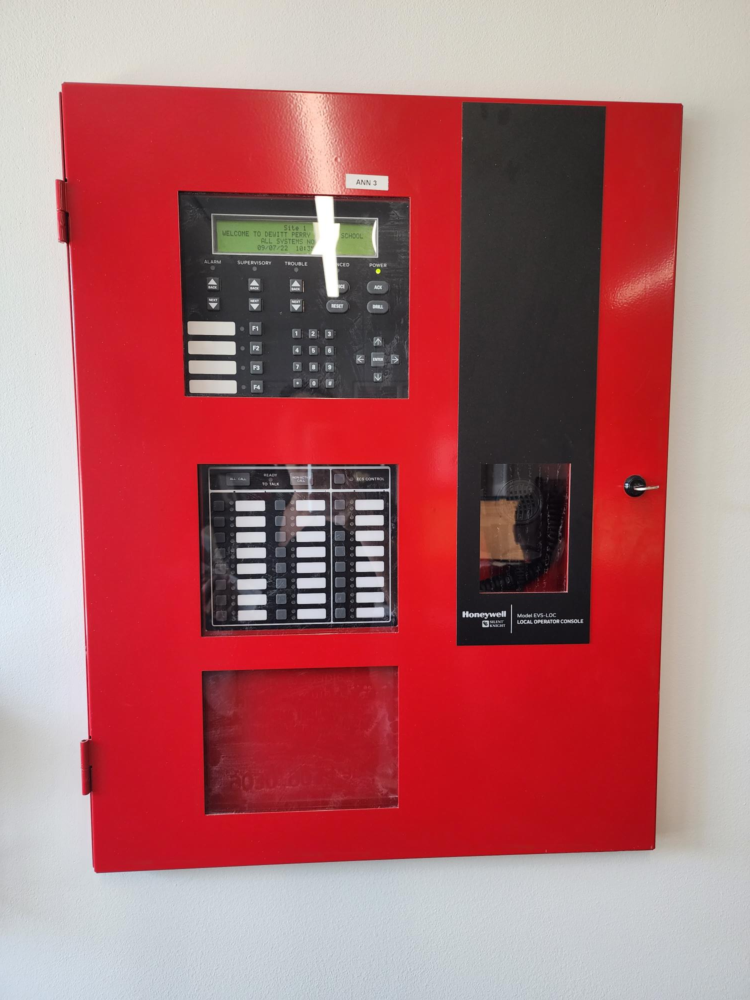 ANN 3
Site 1
WELCOME TO DEWITT PERRY SCHOOL
ALL SYSTEMS
09/07/22
ALARM SUPERVISORY TROUBLE POWER
BACK BACK BACK ACK
NEXT NEXT NEXT RESET DRILL
F1 1 2 3
F2 4 5 6
F3 7 8 9 ENTER
F4 * 0 #
ALL CALL READY TO TALK NON-ACTIVE CALL ECS CONTROL
Honeywell
SILENT KNIGHT
Model EVS-LOC
LOCAL OPERATOR CONSOLE